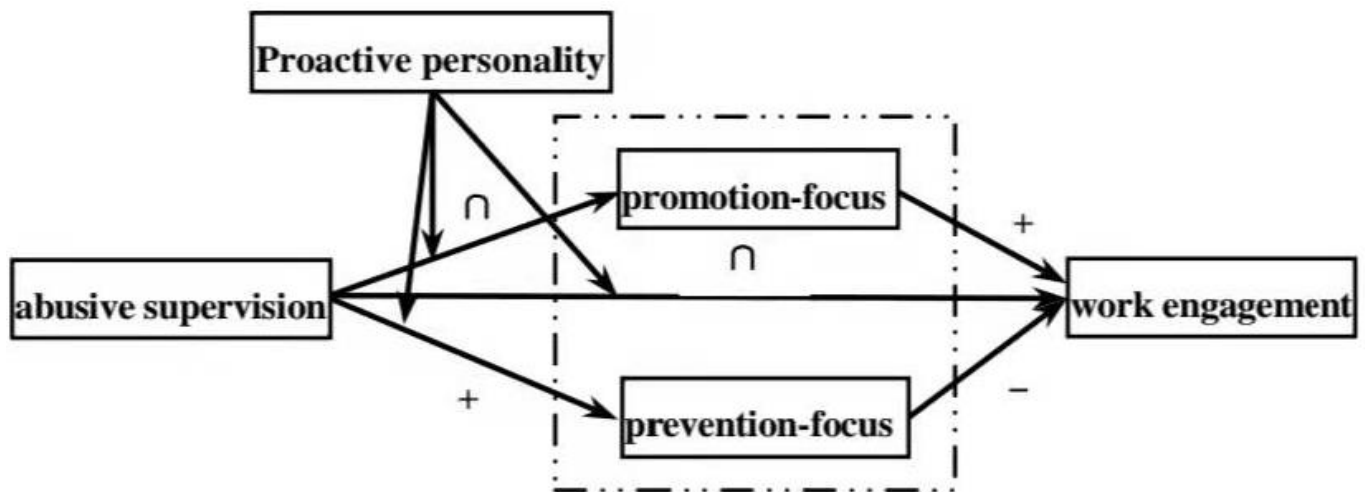 Proactive personality
promotion-focus
∩
+
∩
abusive supervision
work engagement
+
−
prevention-focus